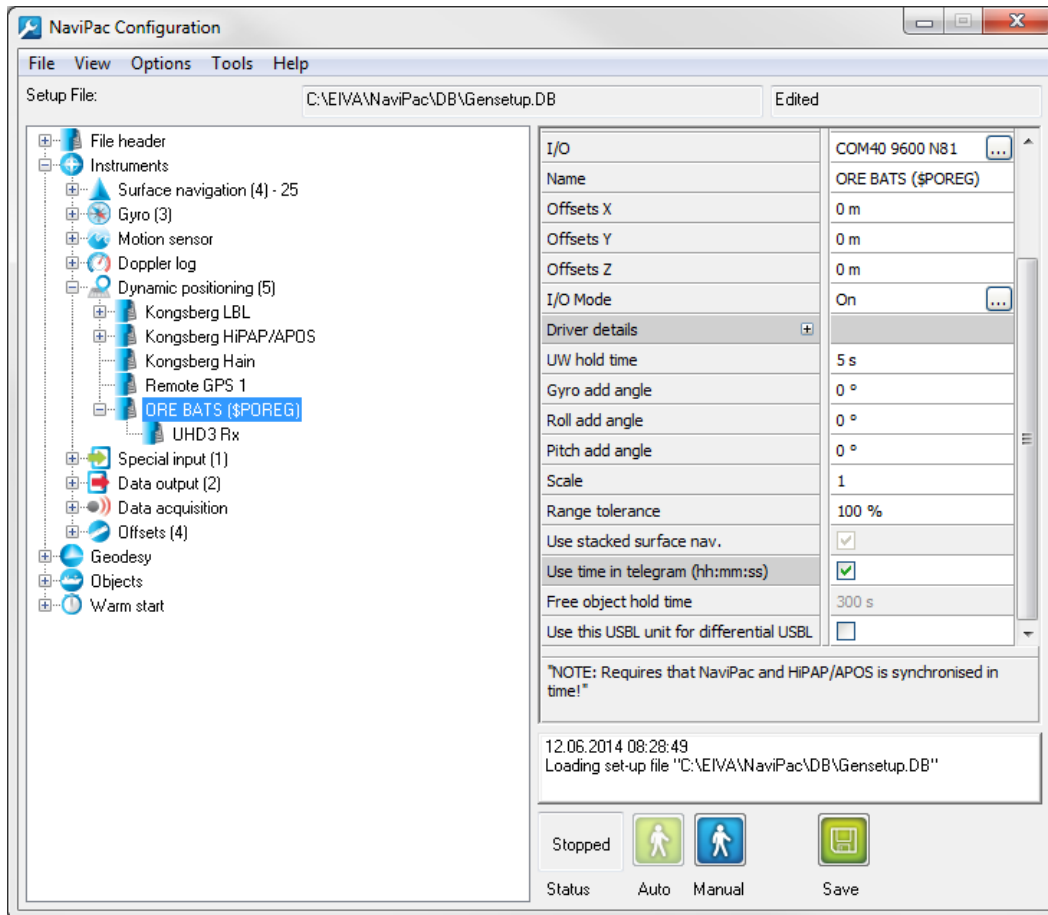 NaviPac Configuration
File View Options Tools Help
Setup File: C:\EIVA\NaviPac\DB\Gensetup.DB Edited
File header
Instruments
Surface navigation (4) - 25
Gyro (3)
Motion sensor
Doppler log
Dynamic positioning (5)
Kongsberg LBL
Kongsberg HiPAP/APOS
Kongsberg Hain
Remote GPS 1
ORE BATS ($POREG)
UHD3 Rx
Special input (1)
Data output (2)
Data acquisition
Offsets (4)
Geodesy
Objects
Warm start
I/O COM40 9600 N81 ...
Name ORE BATS ($POREG)
Offsets X 0 m
Offsets Y 0 m
Offsets Z 0 m
I/O Mode On ...
Driver details
UW hold time 5 s
Gyro add angle 0 °
Roll add angle 0 °
Pitch add angle 0 °
Scale 1
Range tolerance 100 %
Use stacked surface nav.
Use time in telegram (hh:mm:ss)
Free object hold time 300 s
Use this USBL unit for differential USBL
"NOTE: Requires that NaviPac and HiPAP/APOS is synchronised in
time!"
12.06.2014 08:28:49
Loading set-up file "C:\EIVA\NaviPac\DB\Gensetup.DB"
Stopped
Status Auto Manual Save